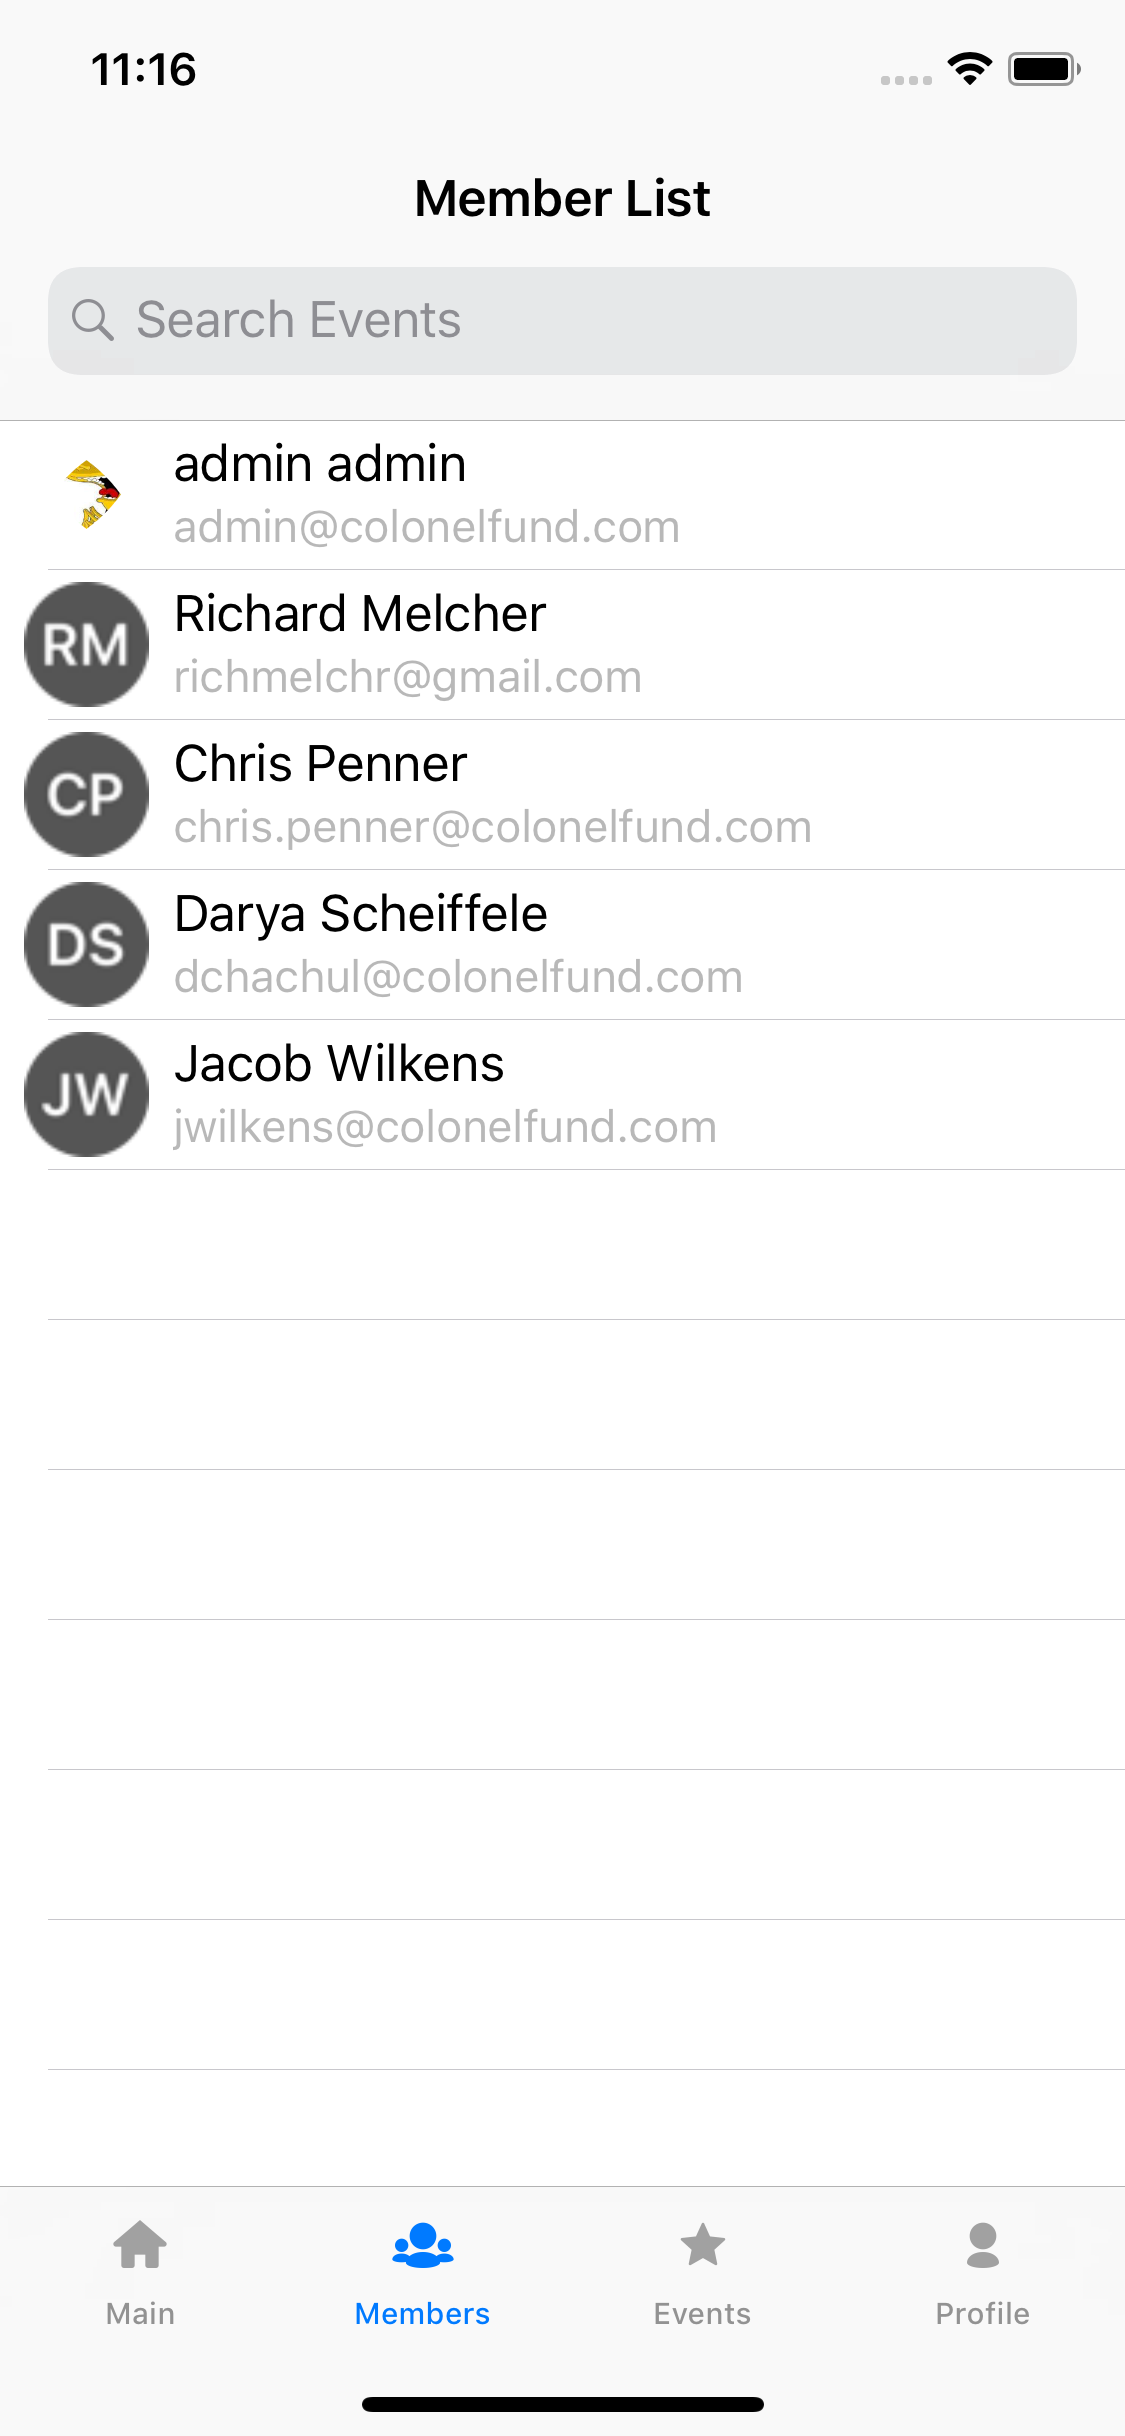 11:16
Member List
Search Events
admin admin
admin@colonelfund.com
RM
Richard Melcher
richmelchr@gmail.com
CP
Chris Penner
chris.penner@colonelfund.com
DS
Darya Scheiffele
dchachul@colonelfund.com
JW
Jacob Wilkens
jwilkens@colonelfund.com
Main
Members
Events
Profile